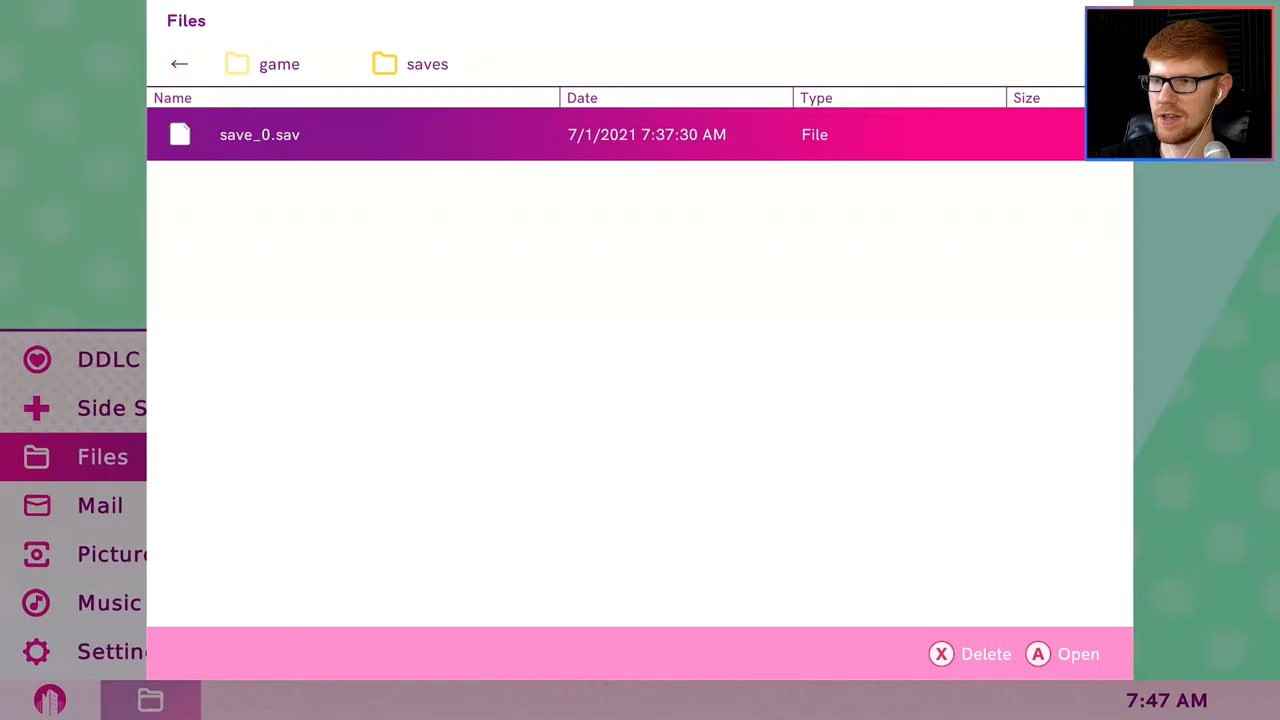 Files
← game saves
Name Date Type Size
save_0.sav 7/1/2021 7:37:30 AM File
DDLC
Side S
Files
Mail
Pictur
Music
Settin
X Delete A Open
7:47 AM